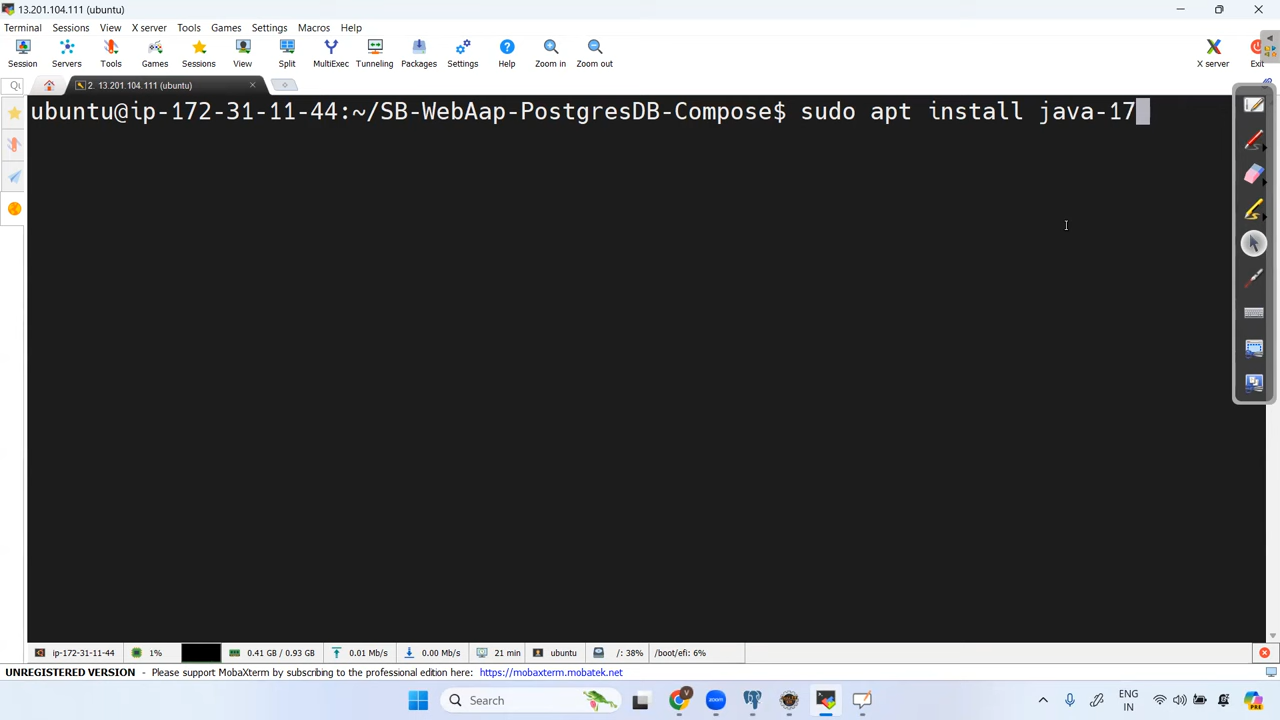 13.201.104.111 (ubuntu)
Terminal Sessions View X server Tools Games Settings Macros Help
Session Servers Tools Games Sessions View Split MultiExec Tunneling Packages Settings Help Zoom in Zoom out X server Exit
2. 13.201.104.111 (ubuntu)
ubuntu@ip-172-31-11-44:~/SB-WebAap-PostgresDB-Compose$ sudo apt install java-17
ip-172-31-11-44 1% 0.41 GB / 0.93 GB 0.01 Mb/s 0.00 Mb/s 21 min ubuntu /: 38% /boot/efi: 6%
UNREGISTERED VERSION - Please support MobaXterm by subscribing to the professional edition here: https://mobaxterm.mobatek.net
Search
zoom
ENG
IN
PRE